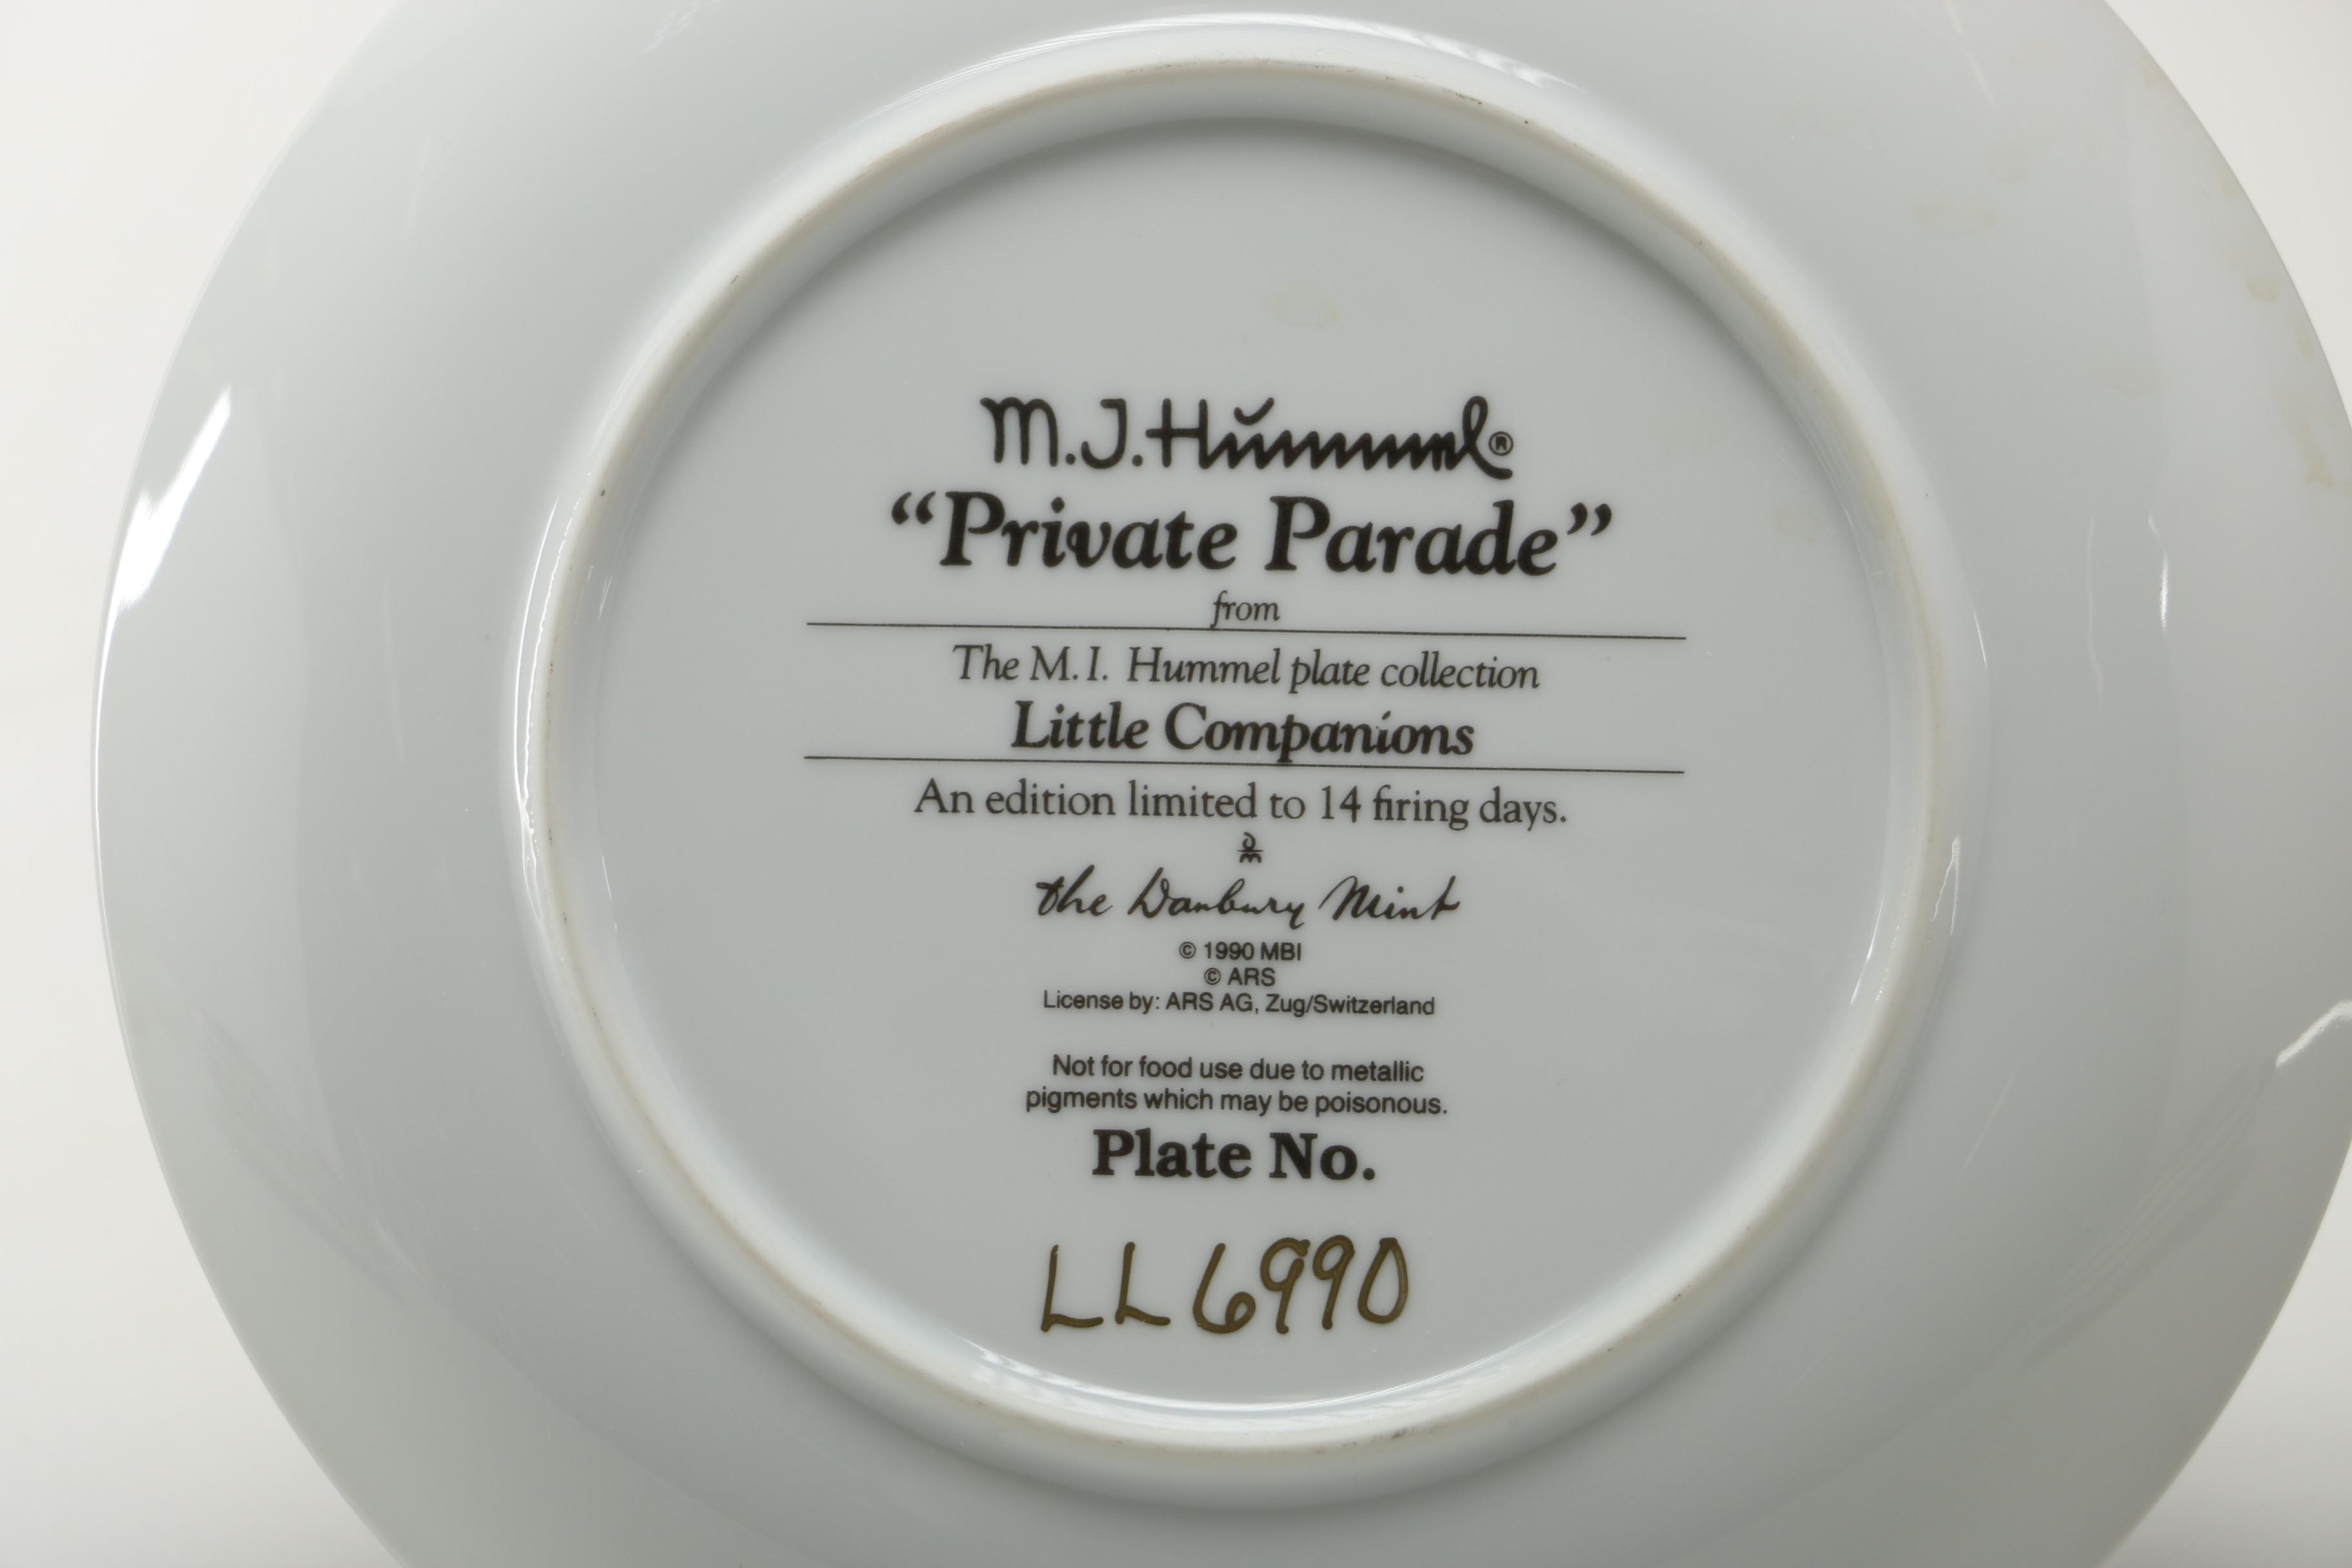 M.J. Hŭmmel®
“Private Parade”
from
The M. I. Hummel plate collection
Little Companions
An edition limited to 14 firing days.
the Danbury Mint
© 1990 MBI
© ARS
License by: ARS AG, Zug/Switzerland
Not for food use due to metallic
pigments which may be poisonous.
Plate No.
LL6990